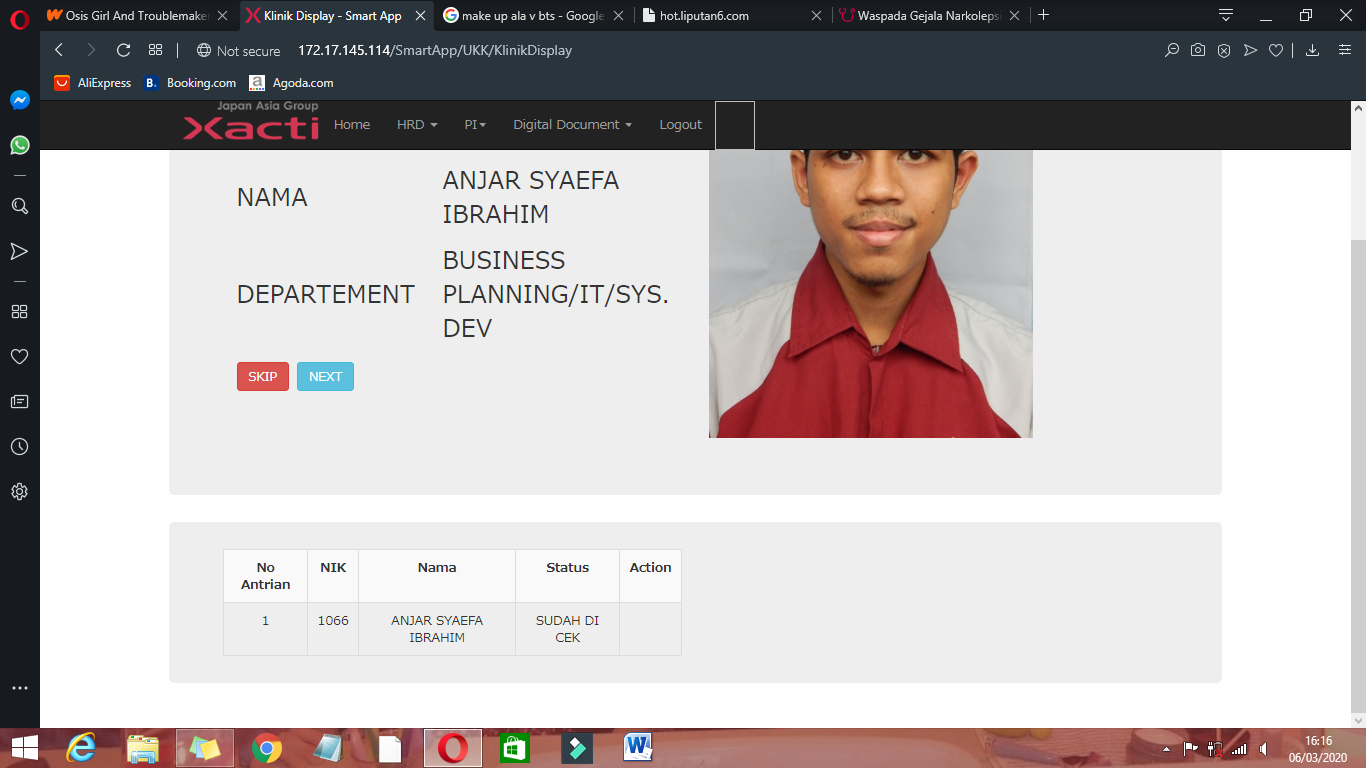 Osis Girl And Troublemaker
Klinik Display - Smart App
make up ala v bts - Google
hot.liputan6.com
Waspada Gejala Narkoleps
Not secure
172.17.145.114/SmartApp/UKK/KlinikDisplay
AliExpress
B. Booking.com
a Agoda.com
Japan Asia Group
Xacti
Home
HRD
PI
Digital Document
Logout
NAMA
ANJAR SYAEFA
IBRAHIM
DEPARTEMENT
BUSINESS
PLANNING/IT/SYS.
DEV
SKIP
NEXT
No
Antrian
NIK
Nama
Status
Action
1
1066
ANJAR SYAEFA
IBRAHIM
SUDAH DI
CEK
16:16
06/03/2020